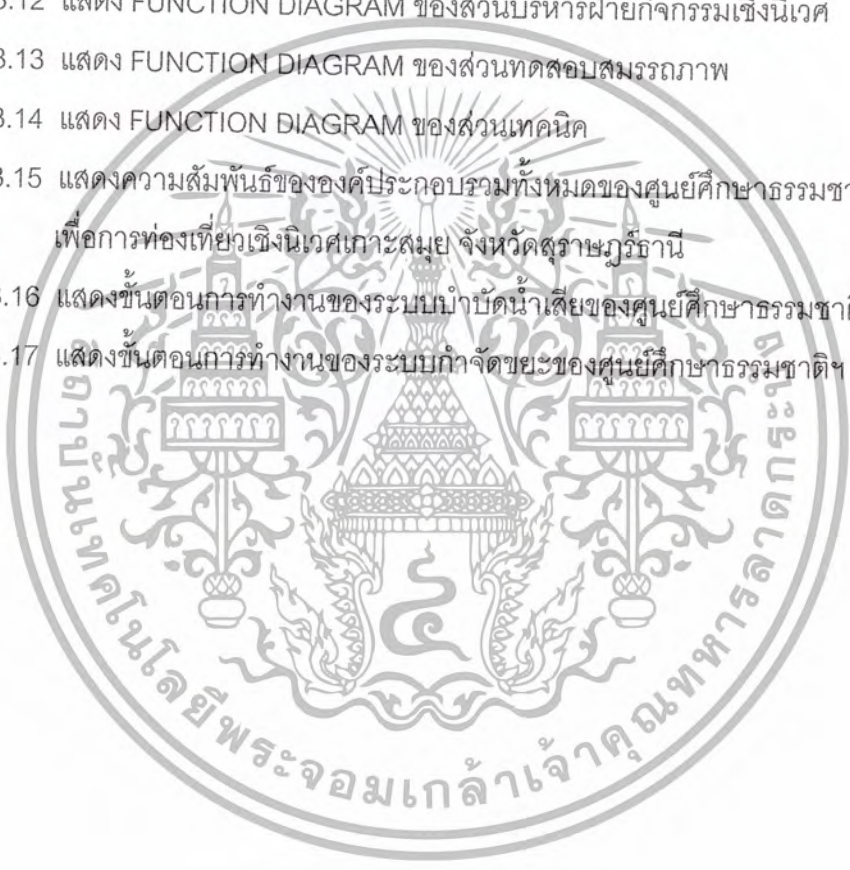 3.12 แสดง FUNCTION DIAGRAM ของส่วนบริหารฝ่ายกิจกรรมเชิงนิเวศ
3.13 แสดง FUNCTION DIAGRAM ของส่วนทดสอบสมรรถภาพ
3.14 แสดง FUNCTION DIAGRAM ของส่วนเทคนิค
3.15 แสดงความสัมพันธ์ขององค์ประกอบรวมทั้งหมดของศูนย์ศึกษาธรรมชา
เพื่อการท่องเที่ยวเชิงนิเวศเกาะสมุย จังหวัดสุราษฎร์ธานี
3.16 แสดงขั้นตอนการทำงานของระบบบำบัดน้ำเสียของศูนย์ศึกษาธรรมชาติ
3.17 แสดงขั้นตอนการทำงานของระบบกำจัดขยะของศูนย์ศึกษาธรรมชาติฯ
สถาบันเทคโนโลยีพระจอมเกล้าเจ้าคุณทหารลาดกระบัง